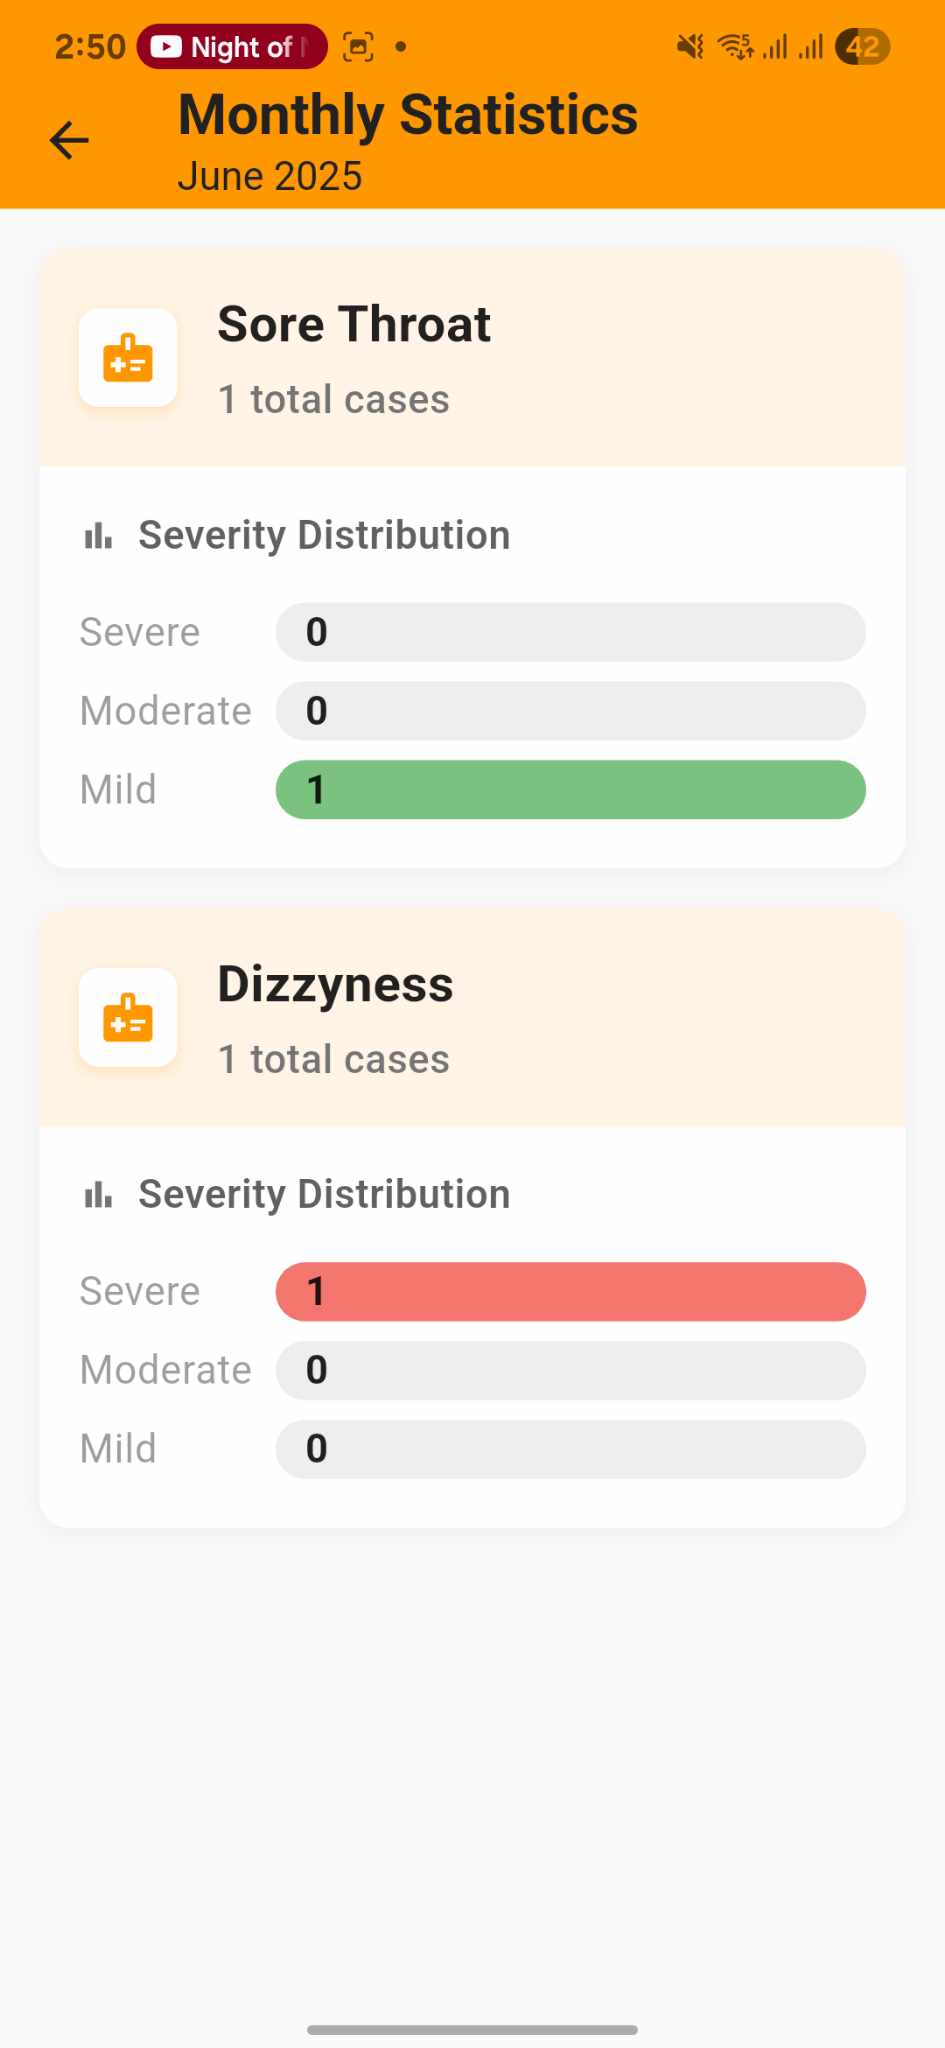 2:50 Night of 42
Monthly Statistics
June 2025
Sore Throat
1 total cases
Severity Distribution
Severe 0
Moderate 0
Mild 1
Dizzyness
1 total cases
Severity Distribution
Severe 1
Moderate 0
Mild 0